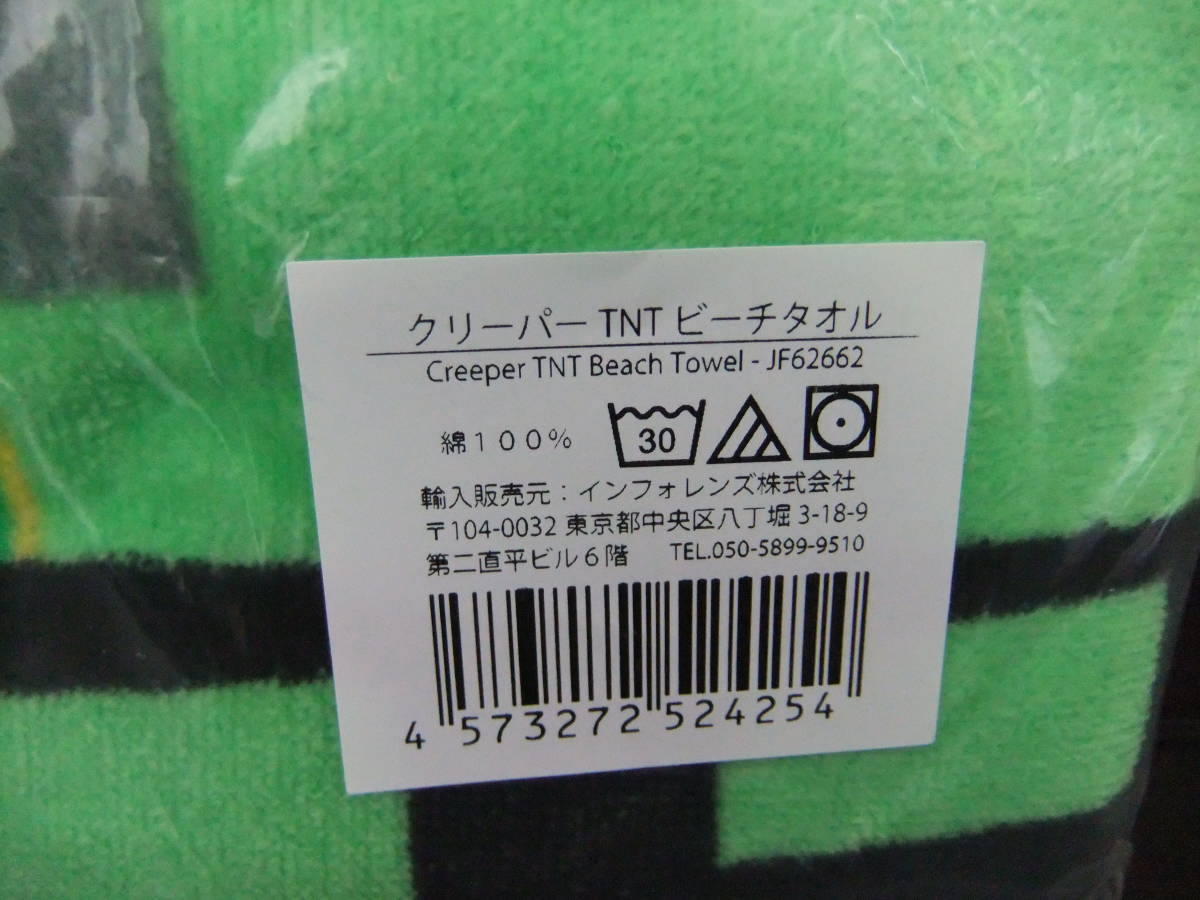 クリーパー TNT ビーチタオル
Creeper TNT Beach Towel - JF62662
綿１００％ 30
輸入販売元：インフォレンズ株式会社
〒104-0032 東京都中央区八丁堀 3-18-9
第二直平ビル６階 TEL.050-5899-9510
4 573272 524254